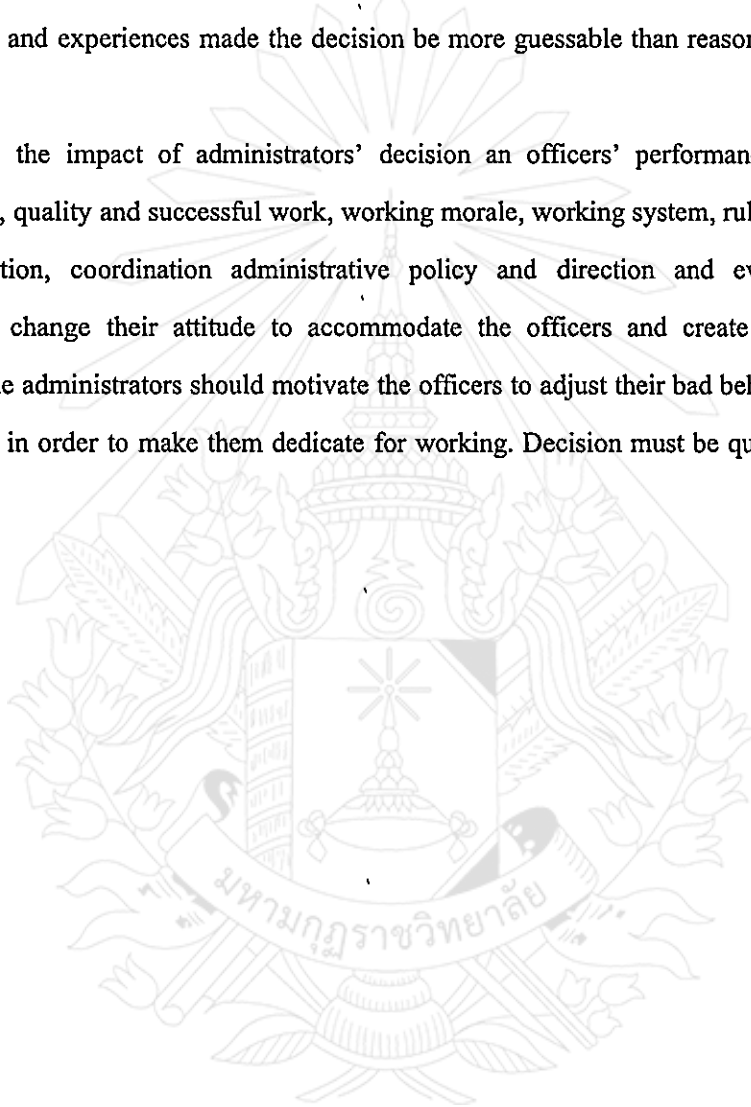 and experiences made the decision be more guessable than reason
the impact of administrators' decision an officers' performan
, quality and successful work, working morale, working system, rul
tion, coordination administrative policy and direction and ev
change their attitude to accommodate the officers and create
e administrators should motivate the officers to adjust their bad bel
in order to make them dedicate for working. Decision must be qu
มหามกุฏราชวิทยาลัย